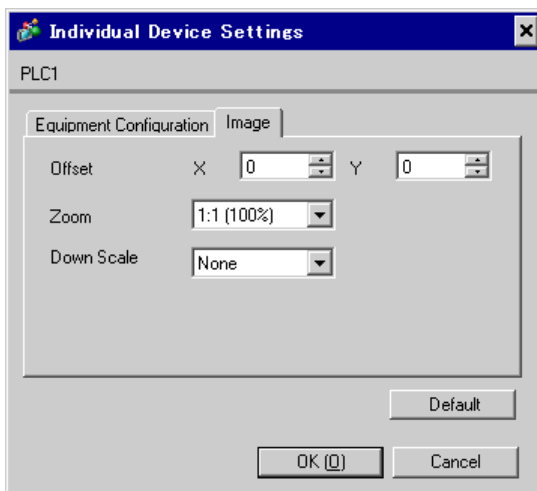 Individual Device Settings
PLC1
Equipment Configuration Image
Offset X 0 Y 0
Zoom 1:1 (100%)
Down Scale None
Default
OK (O) Cancel